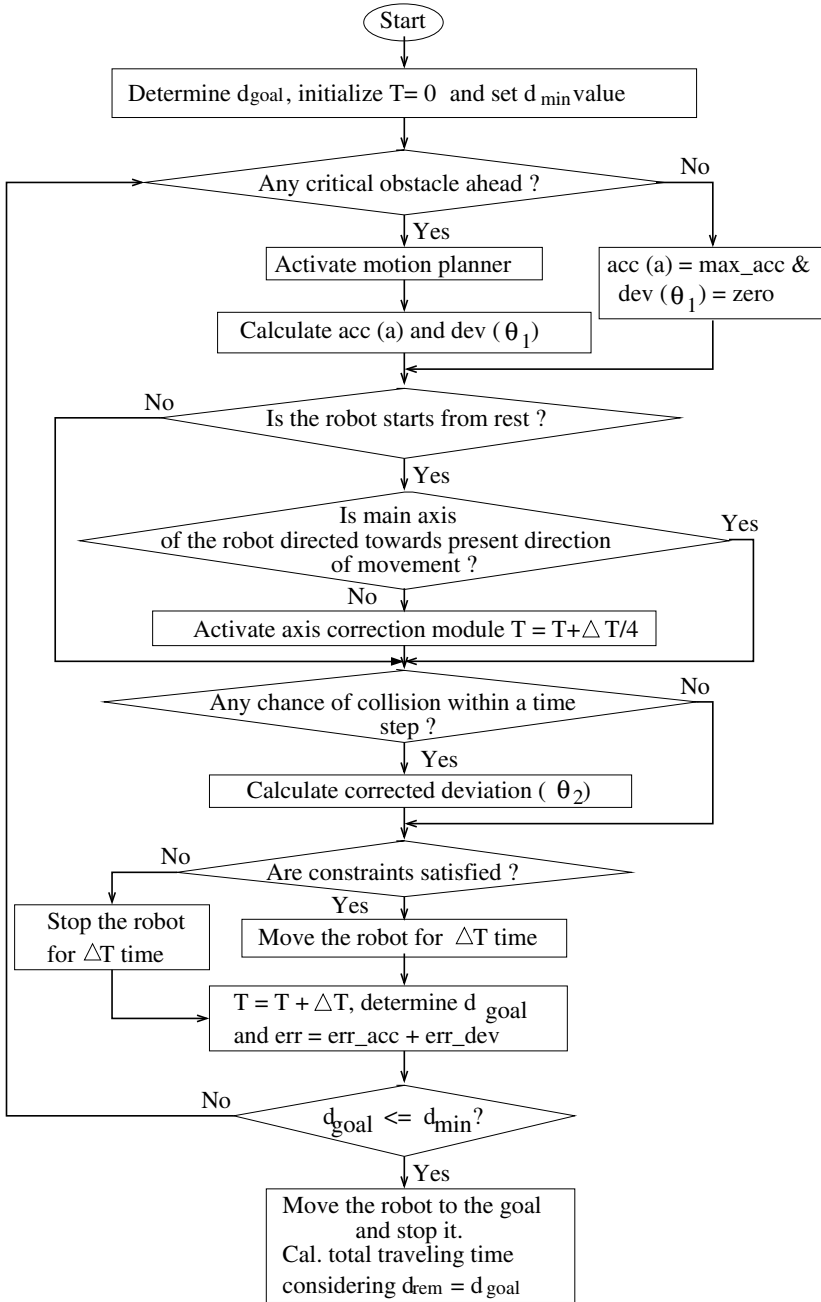 Start
Determine dgoal, initialize T= 0 and set d min value
Any critical obstacle ahead ?
No
Yes
Activate motion planner
acc (a) = max_acc &
dev (θ1) = zero
Calculate acc (a) and dev (θ1)
No
Is the robot starts from rest ?
Yes
Is main axis
of the robot directed towards present direction
of movement ?
Yes
No
Activate axis correction module T = T+△T/4
Any chance of collision within a time
step ?
No
Yes
Calculate corrected deviation ( θ2)
No
Are constraints satisfied ?
Yes
Stop the robot
for △T time
Move the robot for △T time
T = T + △T, determine d goal
and err = err_acc + err_dev
No
dgoal <= dmin?
Yes
Move the robot to the goal
and stop it.
Cal. total traveling time
considering drem = d goal